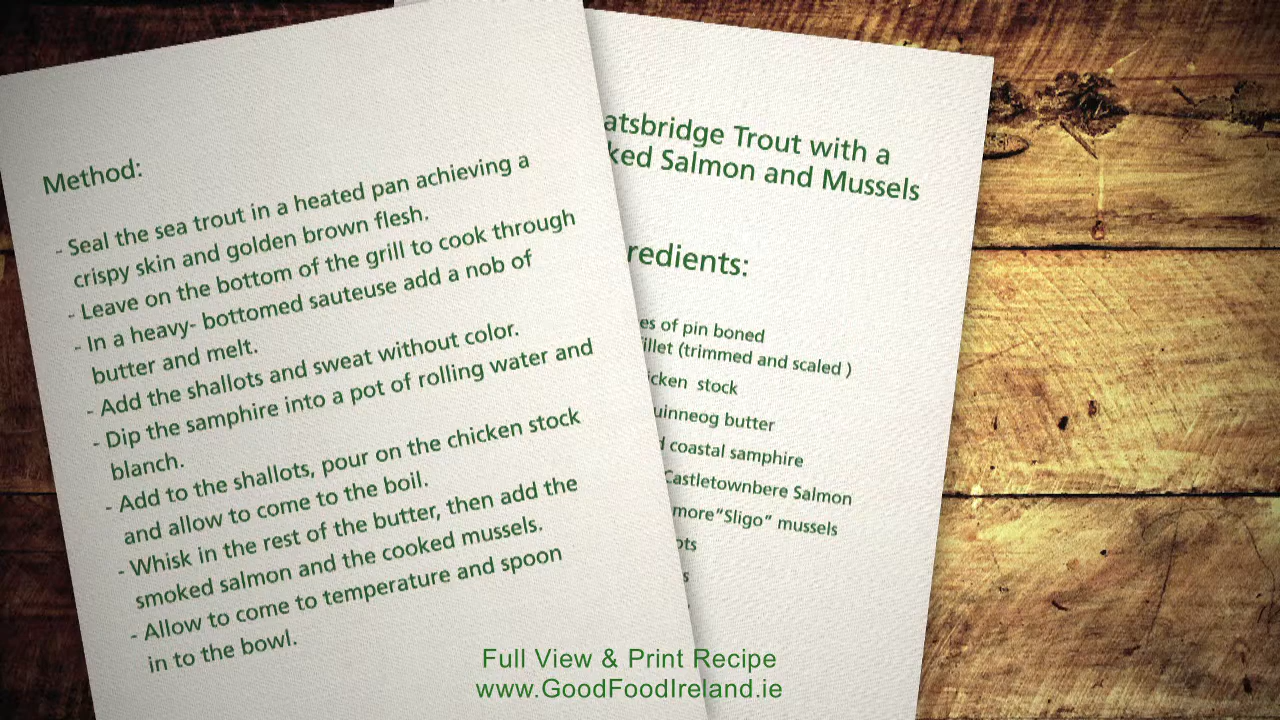 Method:
- Seal the sea trout in a heated pan achieving a
crispy skin and golden brown flesh.
- Leave on the bottom of the grill to cook through
- In a heavy- bottomed sauteuse add a nob of
butter and melt.
- Add the shallots and sweat without color.
- Dip the samphire into a pot of rolling water and
blanch.
- Add to the shallots, pour on the chicken stock
and allow to come to the boil.
- Whisk in the rest of the butter, then add the
smoked salmon and the cooked mussels.
- Allow to come to temperature and spoon
in to the bowl.
atsbridge Trout with a
ked Salmon and Mussels
redients:
es of pin boned
illet (trimmed and scaled )
icken stock
uinneog butter
coastal samphire
Castletownbere Salmon
more"Sligo" mussels
ots
s
Full View & Print Recipe
www.GoodFoodIreland.ie